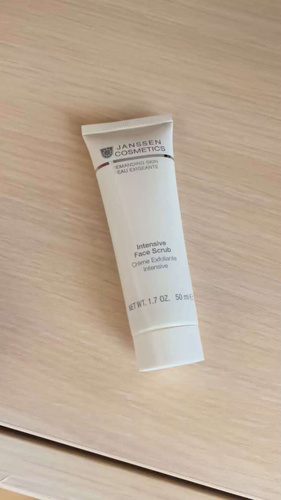 JANSSEN
COSMETICS
DEMANDING SKIN
PEAU EXIGEANTE
Intensive
Face Scrub
Crème Exfoliante
Intensive
NET WT. 1.7 OZ. 50 ml e